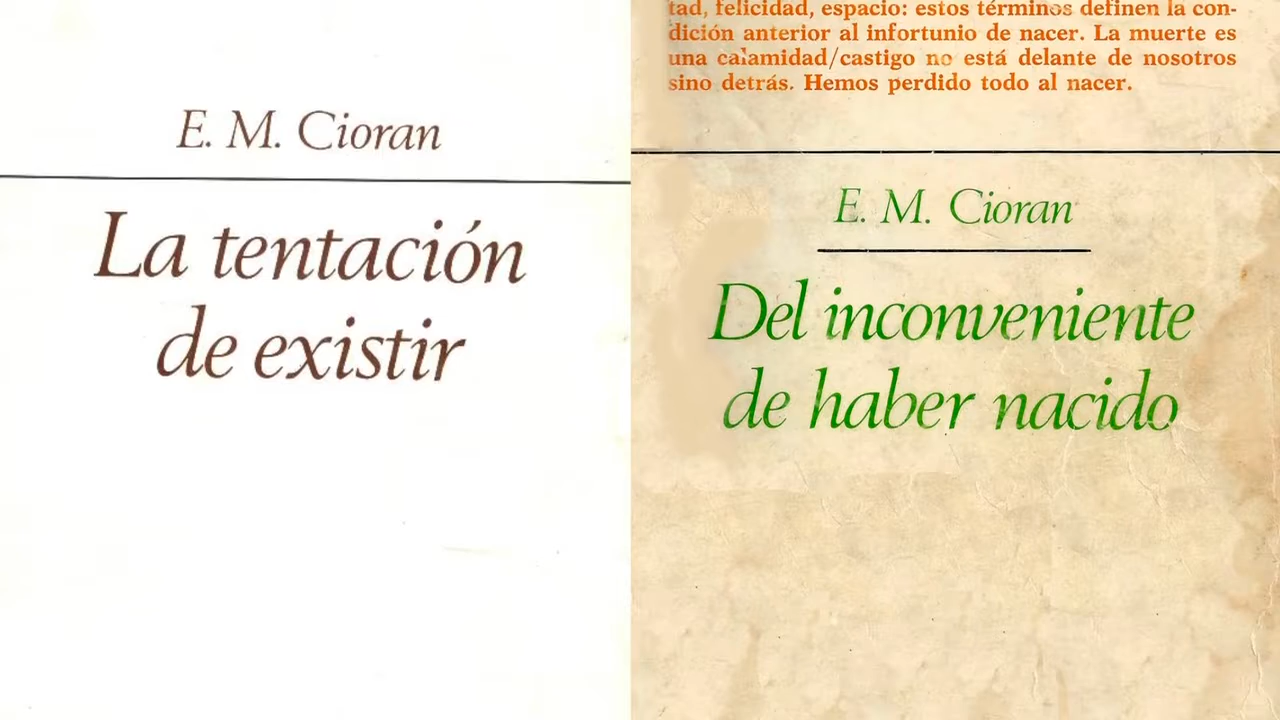 E. M. Cioran
La tentación
de existir
tad, felicidad, espacio: estos términos definen la con-
dición anterior al infortunio de nacer. La muerte es
una calamidad/castigo no está delante de nosotros
sino detrás. Hemos perdido todo al nacer.
E. M. Cioran
Del inconveniente
de haber nacido